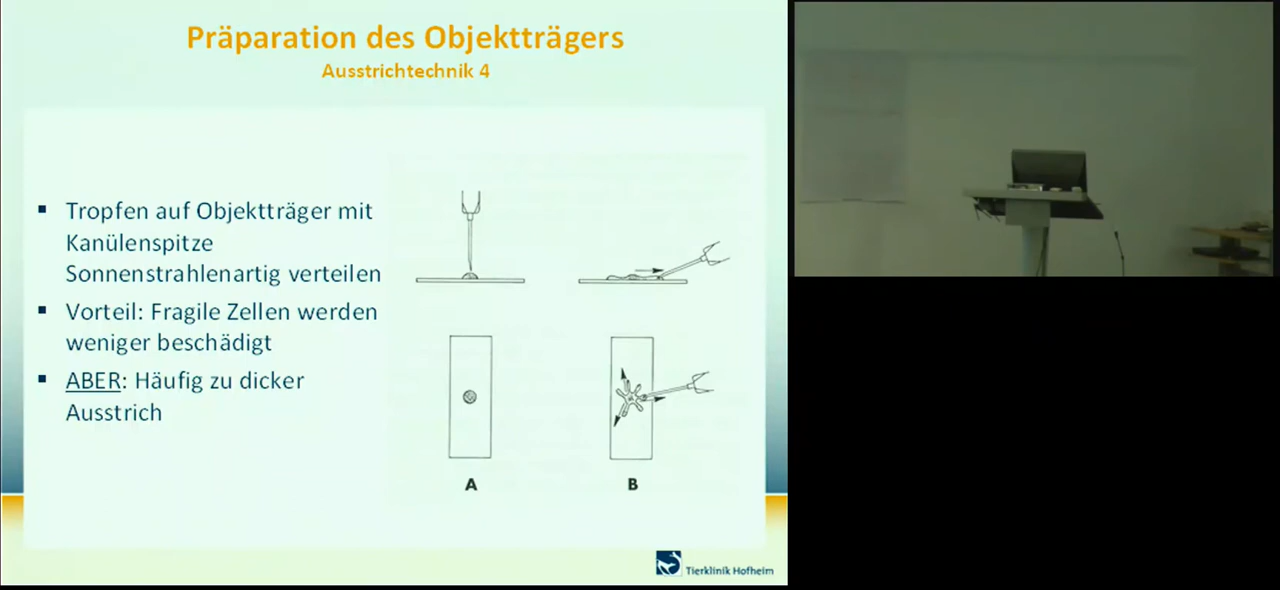 Präparation des Objektträgers
Ausstrichtechnik 4
▪ Tropfen auf Objektträger mit
Kanülenspitze
Sonnenstrahlenartig verteilen
▪ Vorteil: Fragile Zellen werden
weniger beschädigt
▪ ABER: Häufig zu dicker
Ausstrich
A
B
Tierklinik Hofheim